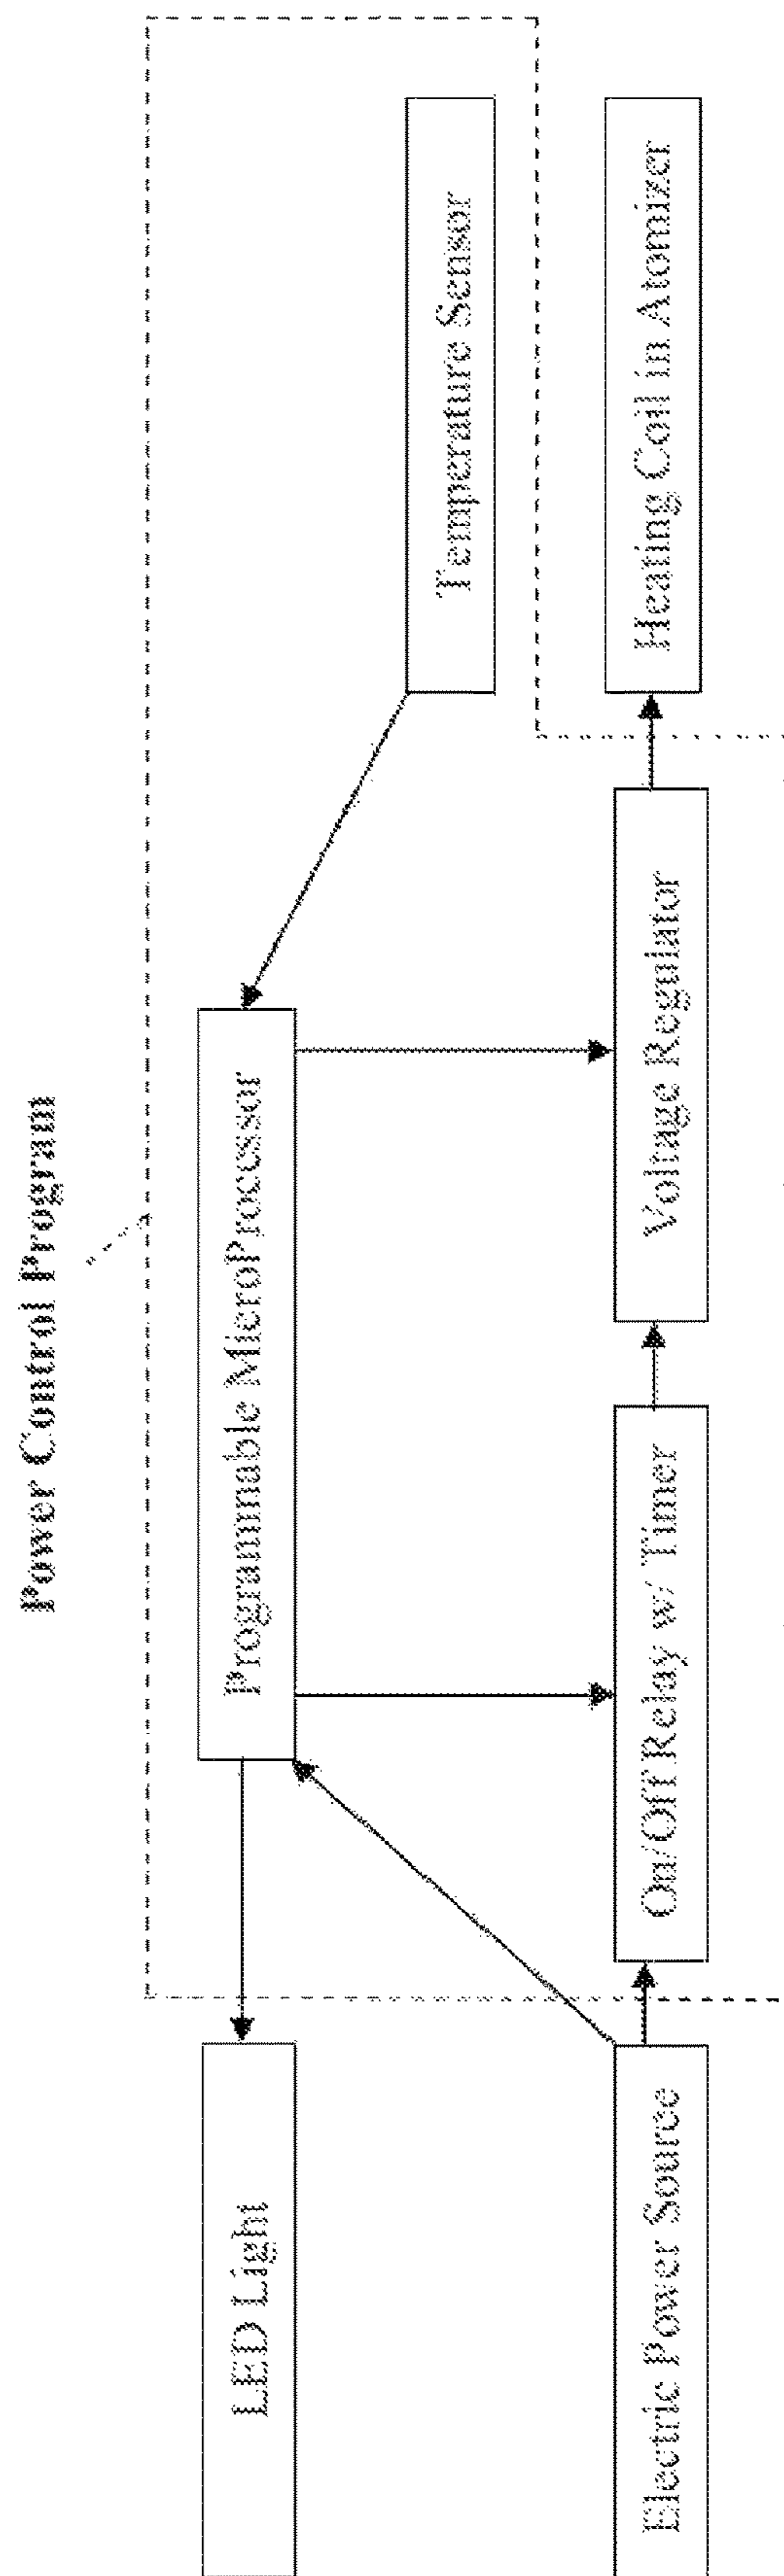 Power Control Program
LED Light
Programmable MicroProcessor
Temperature Sensor
Electric Power Source
On/Off Relay w/ Timer
Voltage Regulator
Heating Coil in Atomizer